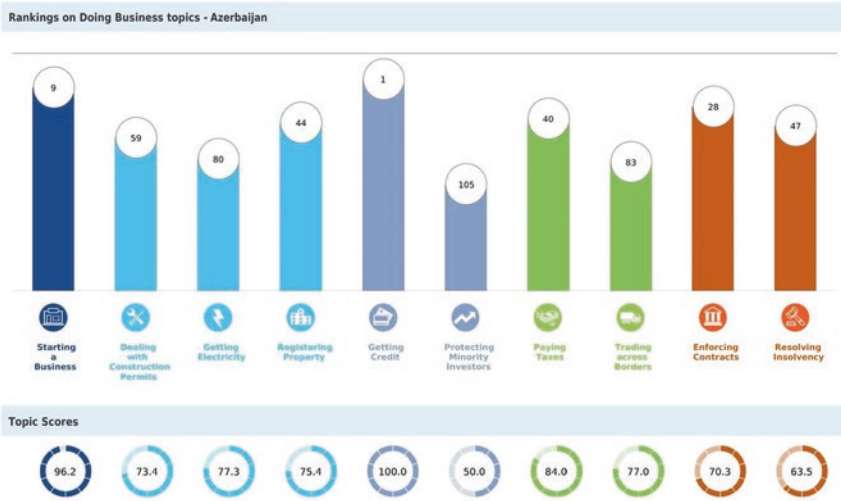 Rankings on Doing Business topics - Azerbaijan
9
59
80
44
1
105
40
83
28
47
Starting
a
Business
Dealing
with
Construction
Permits
Getting
Electricity
Registering
Property
Getting
Credit
Protecting
Minority
Investors
Paying
Taxes
Trading
across
Borders
Enforcing
Contracts
Resolving
Insolvency
Topic Scores
96.2
73.4
77.3
75.4
100.0
50.0
84.0
77.0
70.3
63.5